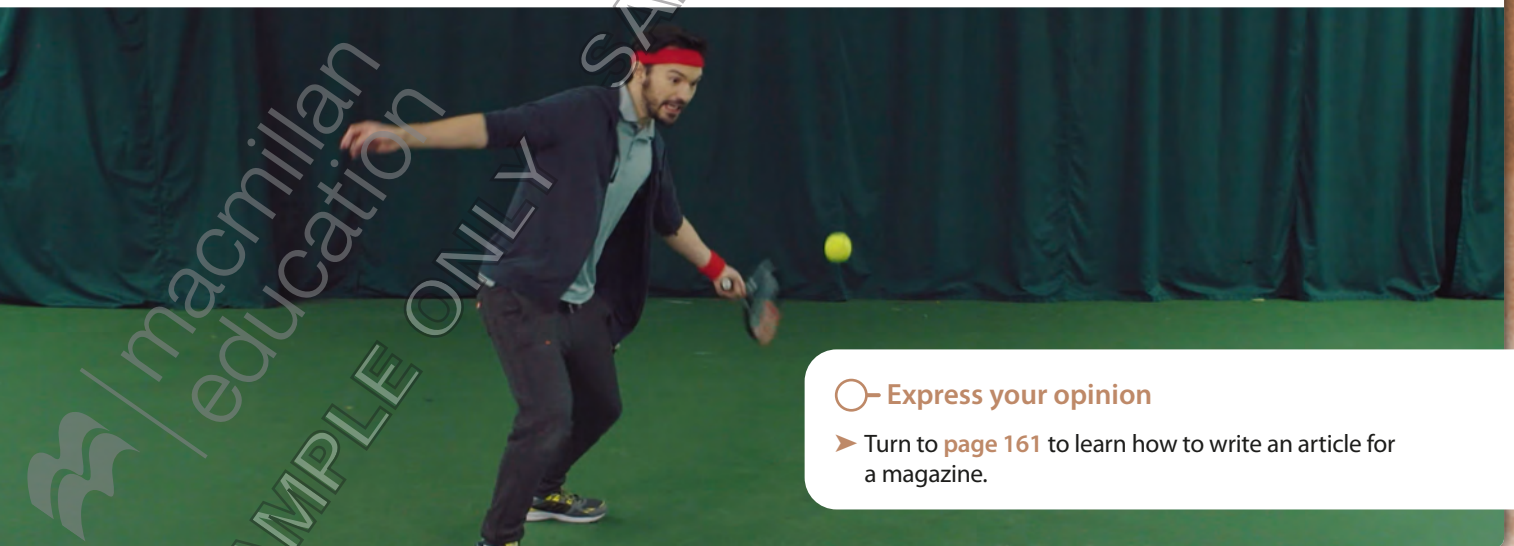 macmillan
education
SAMPLE ONLY
Express your opinion
Turn to page 161 to learn how to write an article for
a magazine.